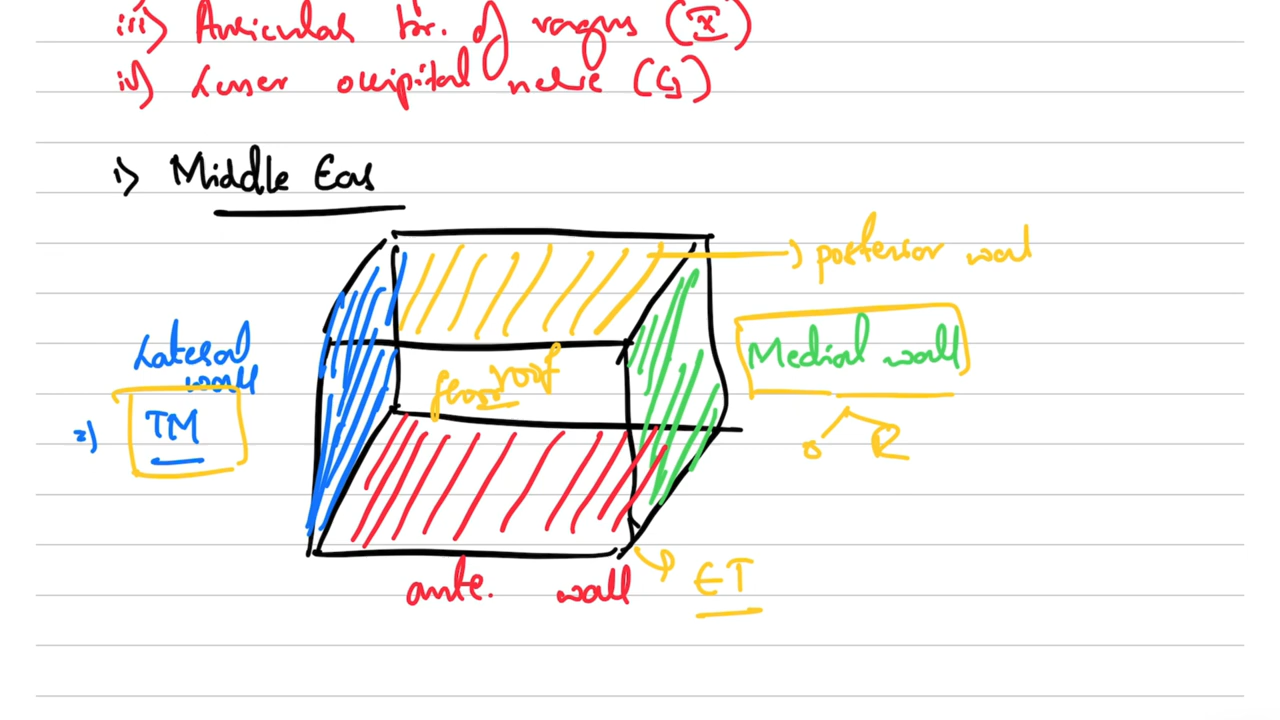 iii) Auricular br. of vagus (X)
iv) Lesser occipital nerve (C2)
i) Middle Ear
→ posterior wall
Lateral wall
Medial wall
roof
floor
2) TM
O R
ET
ante. wall